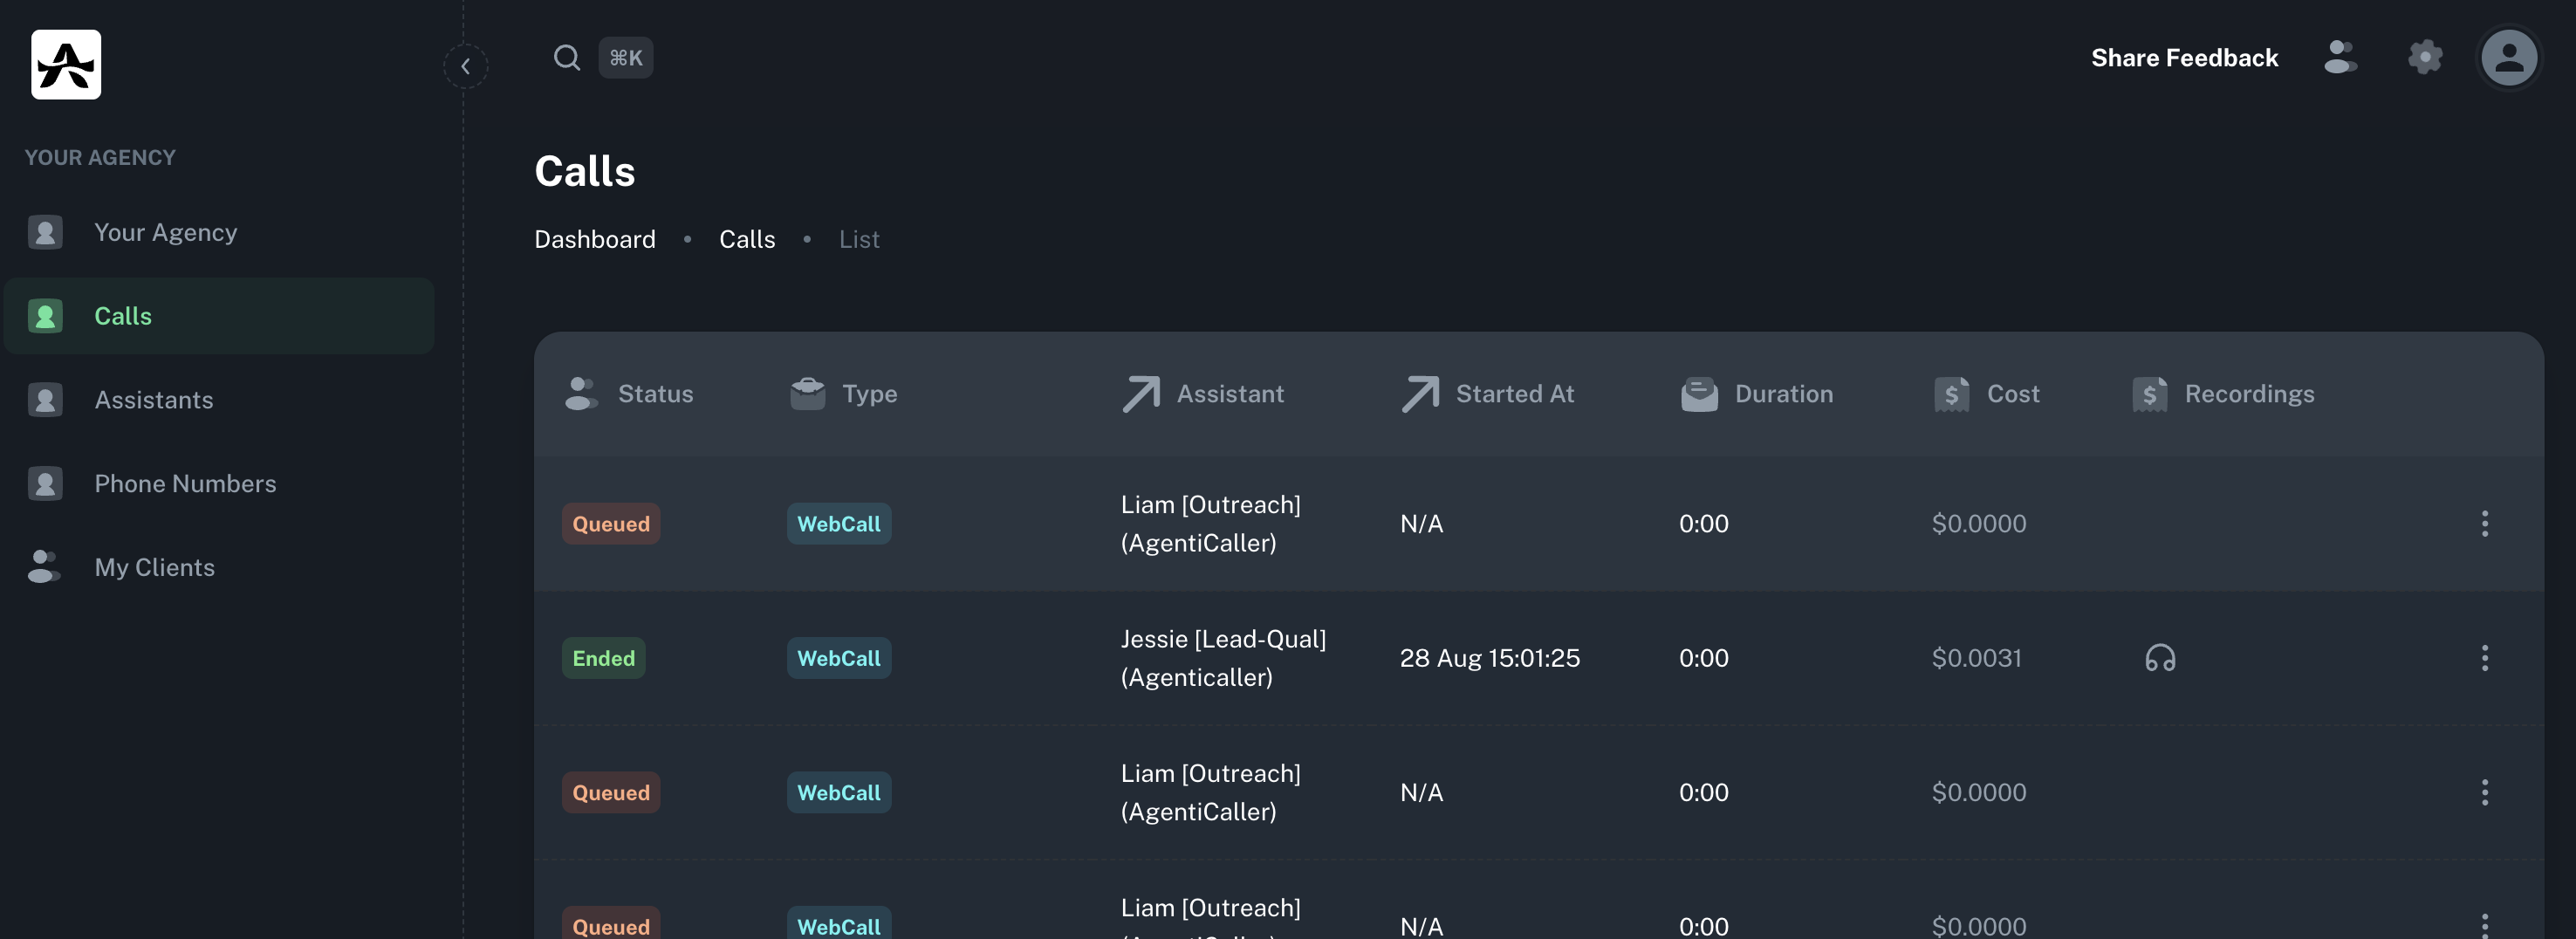 ⌘K
Share Feedback
YOUR AGENCY
Your Agency
Calls
Assistants
Phone Numbers
My Clients
Calls
Dashboard • Calls • List
Status Type Assistant Started At Duration Cost Recordings
Queued WebCall Liam [Outreach] (AgentiCaller) N/A 0:00 $0.0000
Ended WebCall Jessie [Lead-Qual] (Agenticaller) 28 Aug 15:01:25 0:00 $0.0031
Queued WebCall Liam [Outreach] (AgentiCaller) N/A 0:00 $0.0000
Queued WebCall Liam [Outreach] N/A 0:00 $0.0000